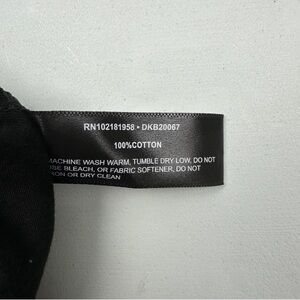 RN102181958 • DKB20067
100%COTTON
MACHINE WASH WARM, TUMBLE DRY LOW, DO NOT
BLEACH, OR FABRIC SOFTENER, DO NOT
OR DRY CLEAN